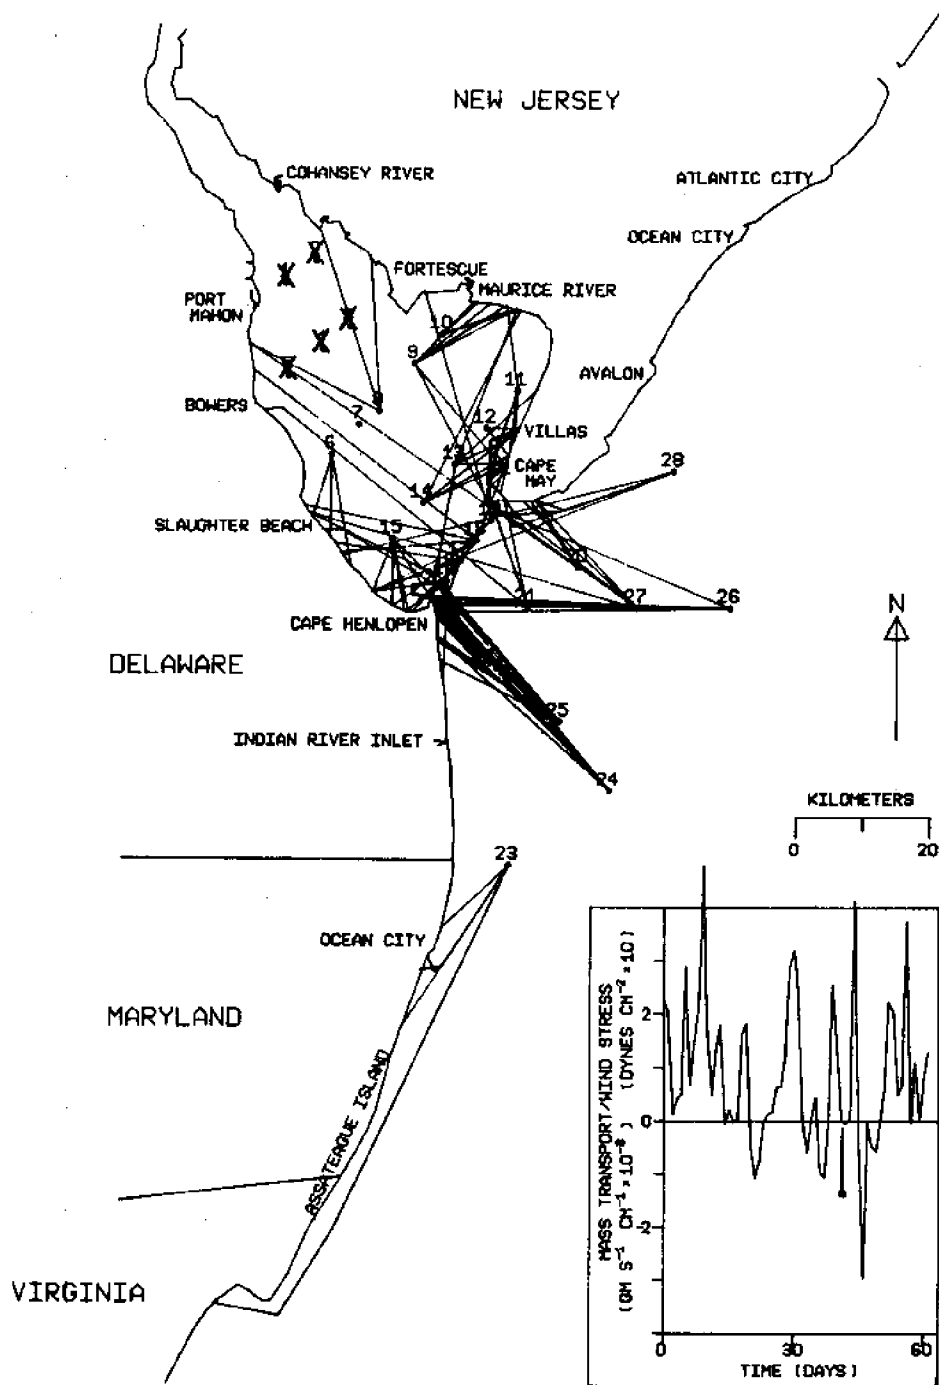 NEW JERSEY
COHANSEY RIVER
ATLANTIC CITY
OCEAN CITY
FORTESCUE
MAURICE RIVER
PORT
MAHON
10
9
AVALON
11
BOWERS
7
12
VILLAS
6
13
CAPE
MAY
28
14
SLAUGHTER BEACH
15
21
27
26
CAPE HENLOPEN
N
DELAWARE
25
INDIAN RIVER INLET
24
KILOMETERS
0 20
23
OCEAN CITY
MARYLAND
ASSATEAGUE ISLAND
VIRGINIA
MASS TRANSPORT/WIND STRESS
(GM S-1 CM-1 x 10-8) (DYNES CM-2 x 10)
2
0
-2
0 30 60
TIME (DAYS)